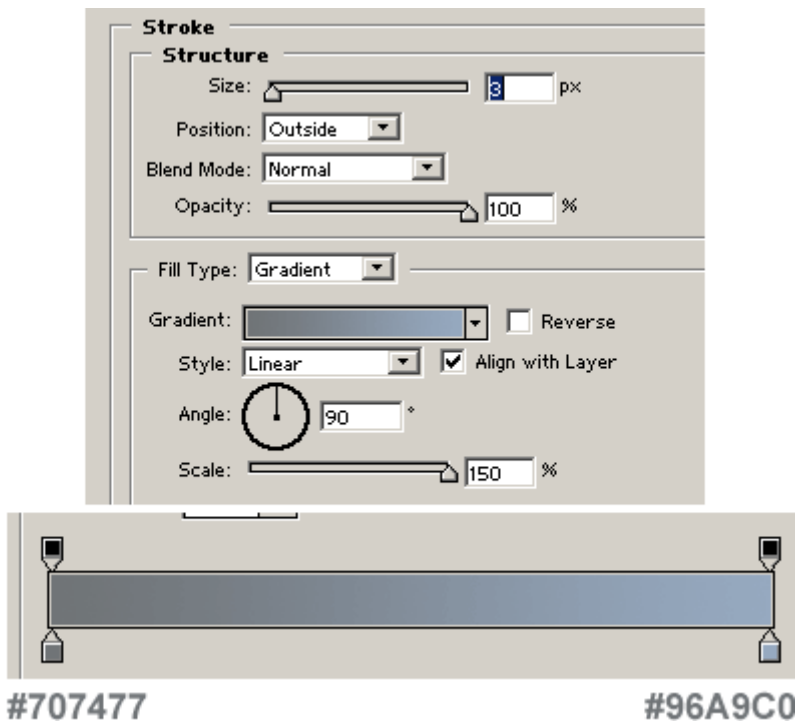 Stroke
Structure
Size: 3 px
Position: Outside
Blend Mode: Normal
Opacity: 100 %
Fill Type: Gradient
Gradient: Reverse
Style: Linear Align with Layer
Angle: 90 °
Scale: 150 %
#707477 #96A9C0